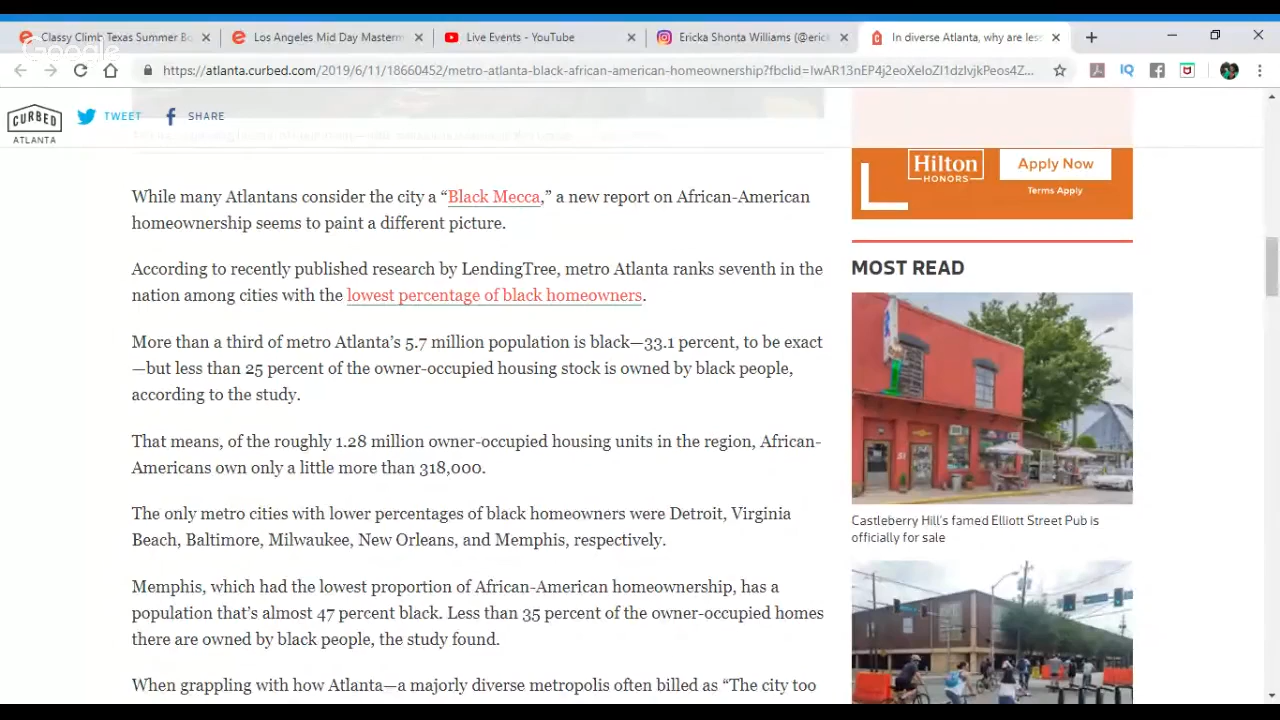 Classy Climb Texas Summer Bo
Los Angeles Mid Day Masterm
Live Events - YouTube
Ericka Shonta Williams (@erick
In diverse Atlanta, why are less
Google
https://atlanta.curbed.com/2019/6/11/18660452/metro-atlanta-black-african-american-homeownership?fbclid=IwAR13nEP4j2eoXeloZI1dzlvjkPeos4Z...
IQ
CURBED
ATLANTA
TWEET
SHARE
While many Atlantans consider the city a “Black Mecca,” a new report on African-American
homeownership seems to paint a different picture.
According to recently published research by LendingTree, metro Atlanta ranks seventh in the
nation among cities with the lowest percentage of black homeowners.
More than a third of metro Atlanta’s 5.7 million population is black—33.1 percent, to be exact
—but less than 25 percent of the owner-occupied housing stock is owned by black people,
according to the study.
That means, of the roughly 1.28 million owner-occupied housing units in the region, African-
Americans own only a little more than 318,000.
The only metro cities with lower percentages of black homeowners were Detroit, Virginia
Beach, Baltimore, Milwaukee, New Orleans, and Memphis, respectively.
Memphis, which had the lowest proportion of African-American homeownership, has a
population that’s almost 47 percent black. Less than 35 percent of the owner-occupied homes
there are owned by black people, the study found.
When grappling with how Atlanta—a majorly diverse metropolis often billed as “The city too
Hilton
HONORS
Apply Now
Terms Apply
MOST READ
Castleberry Hill's famed Elliott Street Pub is
officially for sale